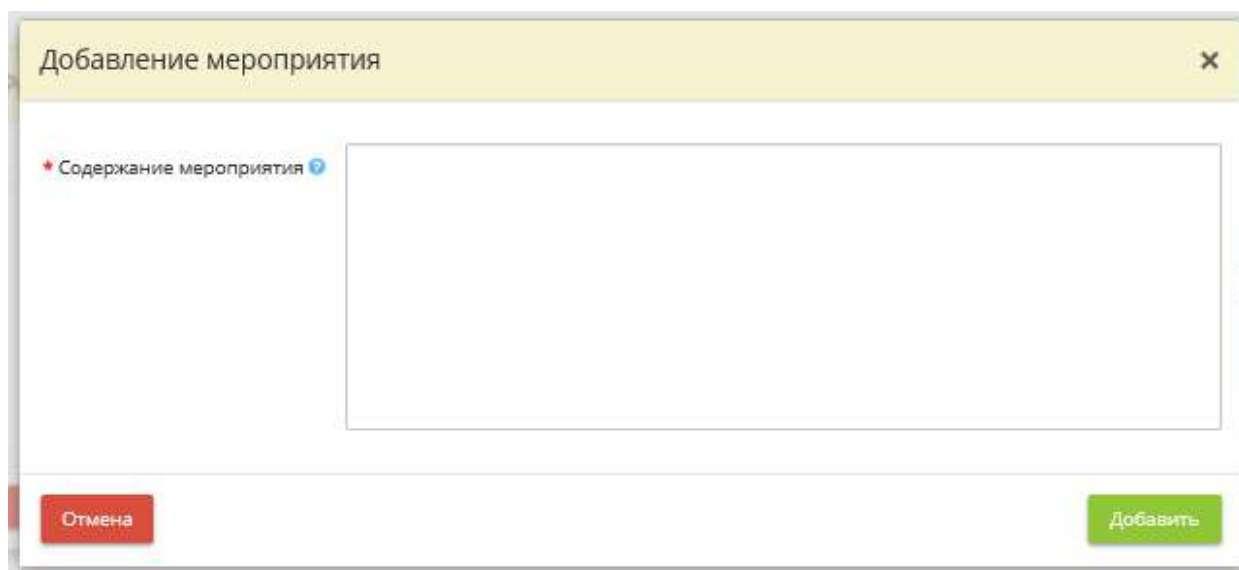 Добавление мероприятия ×
* Содержание мероприятия ?
Отмена
Добавить